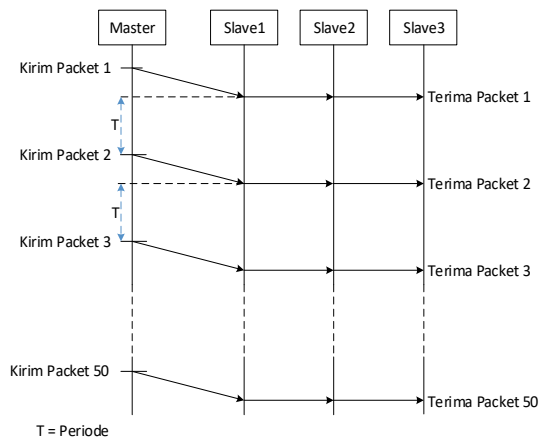 Master Slave1 Slave2 Slave3
Kirim Packet 1
Terima Packet 1
T
Kirim Packet 2
Terima Packet 2
T
Kirim Packet 3
Terima Packet 3
Kirim Packet 50
Terima Packet 50
T = Periode